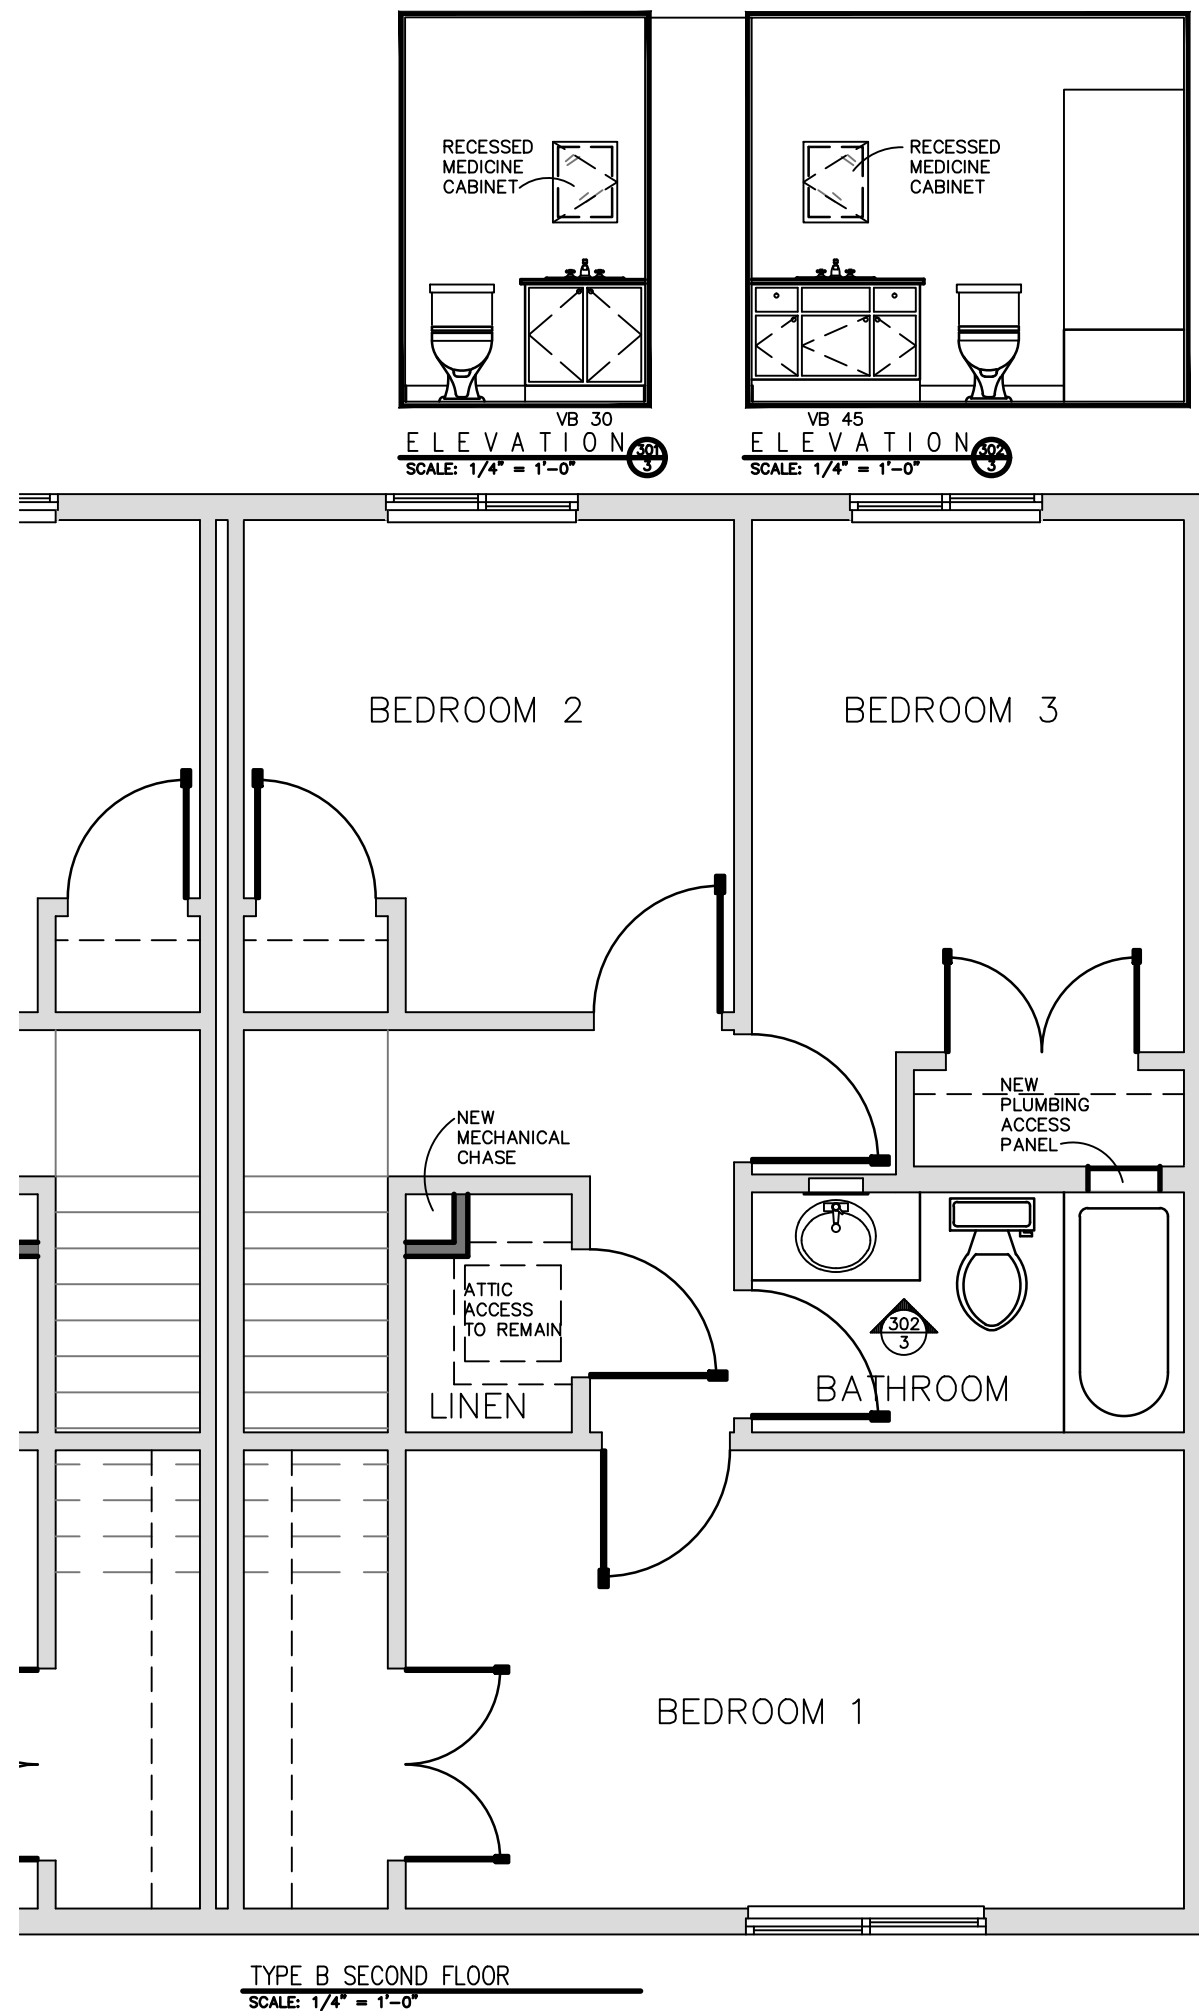 RECESSED
MEDICINE
CABINET
RECESSED
MEDICINE
CABINET
VB 30
ELEVATION
301
3
SCALE: 1/4" = 1'-0"
VB 45
ELEVATION
302
3
SCALE: 1/4" = 1'-0"
BEDROOM 2
BEDROOM 3
NEW
PLUMBING
ACCESS
PANEL
NEW
MECHANICAL
CHASE
ATTIC
ACCESS
TO REMAIN
302
3
BATHROOM
LINEN
BEDROOM 1
TYPE B SECOND FLOOR
SCALE: 1/4" = 1'-0"